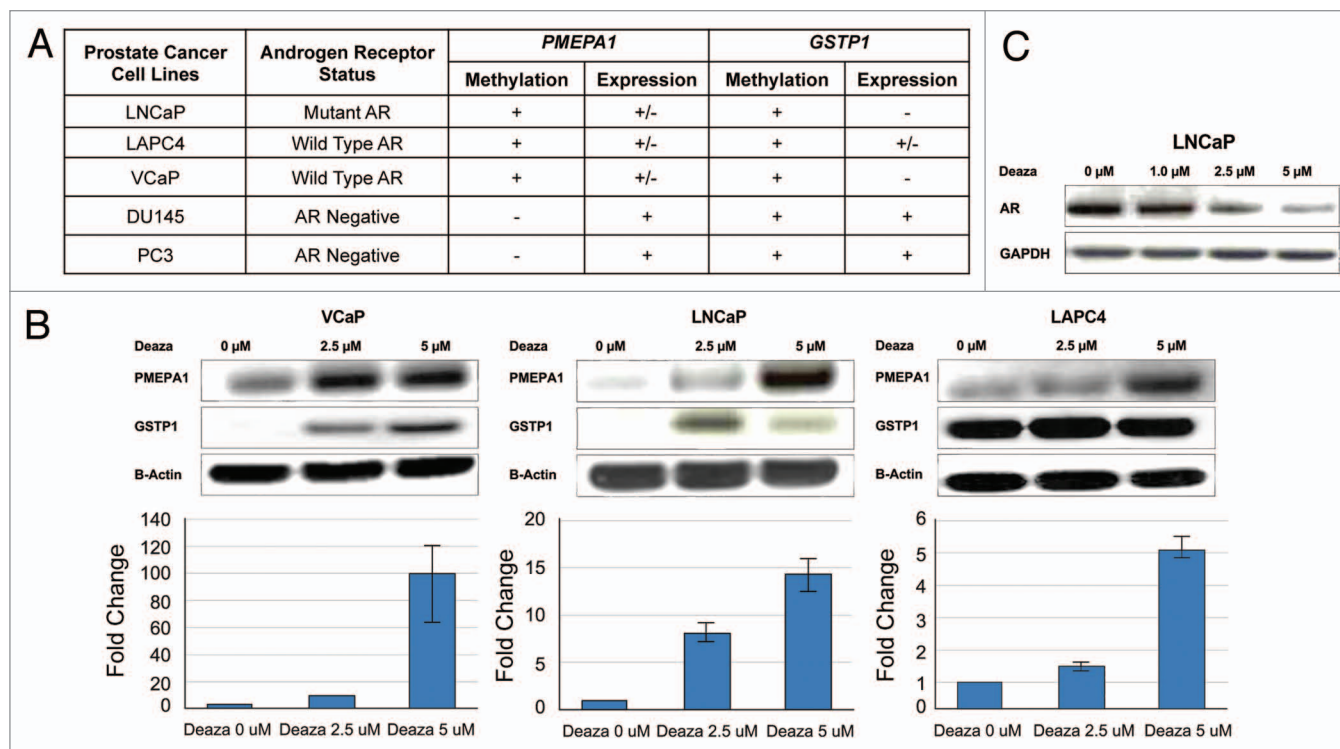 A
Prostate Cancer Cell Lines Androgen Receptor Status PMEPA1 GSTP1
Methylation Expression Methylation Expression
LNCaP Mutant AR + +/- + -
LAPC4 Wild Type AR + +/- + +/-
VCaP Wild Type AR + +/- + -
DU145 AR Negative - + + +
PC3 AR Negative - + + +
C
LNCaP
Deaza 0 μM 1.0 μM 2.5 μM 5 μM
AR
GAPDH
B
VCaP
Deaza 0 μM 2.5 μM 5 μM
PMEPA1
GSTP1
B-Actin
Fold Change
140
120
100
80
60
40
20
0
Deaza 0 uM Deaza 2.5 uM Deaza 5 uM
LNCaP
Deaza 0 μM 2.5 μM 5 μM
PMEPA1
GSTP1
B-Actin
Fold Change
20
15
10
5
0
Deaza 0 uM Deaza 2.5 uM Deaza 5 uM
LAPC4
Deaza 0 μM 2.5 μM 5 μM
PMEPA1
GSTP1
B-Actin
Fold Change
6
5
4
3
2
1
0
Deaza 0 uM Deaza 2.5 uM Deaza 5 uM